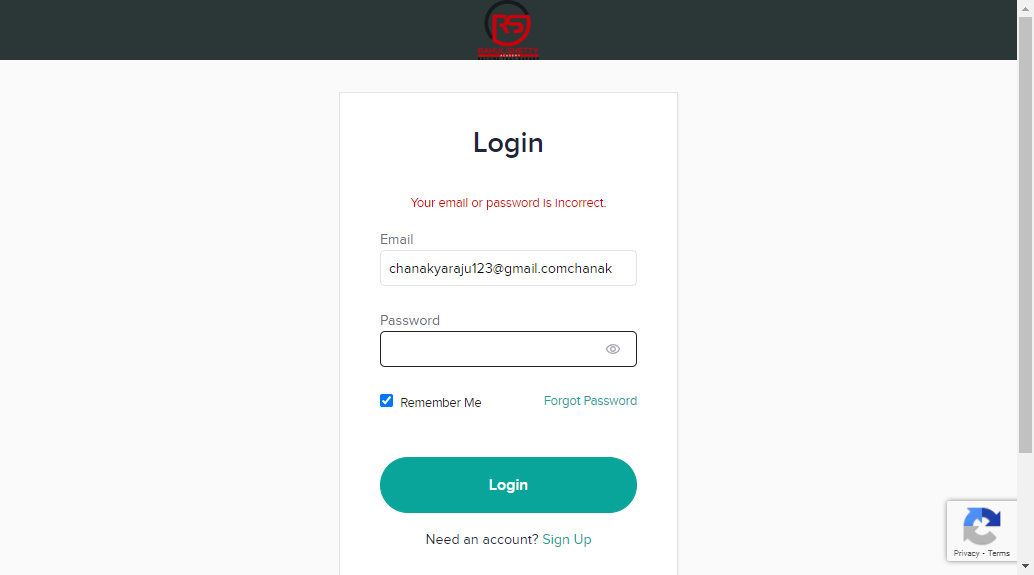 RS
Login
Your email or password is incorrect.
Email
chanakyaraju123@gmail.comchanak
Password
Remember Me
Forgot Password
Login
Need an account? Sign Up
Privacy - Terms